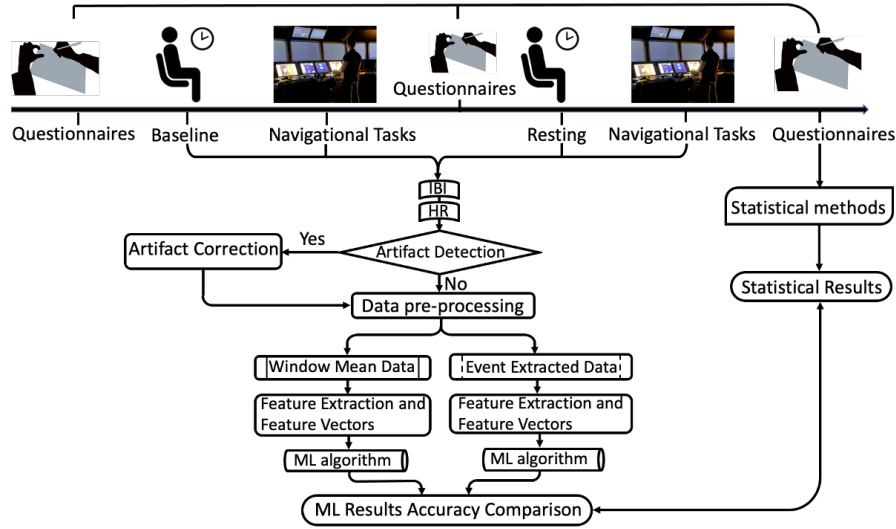 Questionnaires
Questionnaires
Baseline
Navigational Tasks
Resting
Navigational Tasks
Questionnaires
IBI
HR
Statistical methods
Artifact Correction
Yes
Artifact Detection
No
Statistical Results
Data pre-processing
Window Mean Data
Event Extracted Data
Feature Extraction and
Feature Vectors
Feature Extraction and
Feature Vectors
ML algorithm
ML algorithm
ML Results Accuracy Comparison